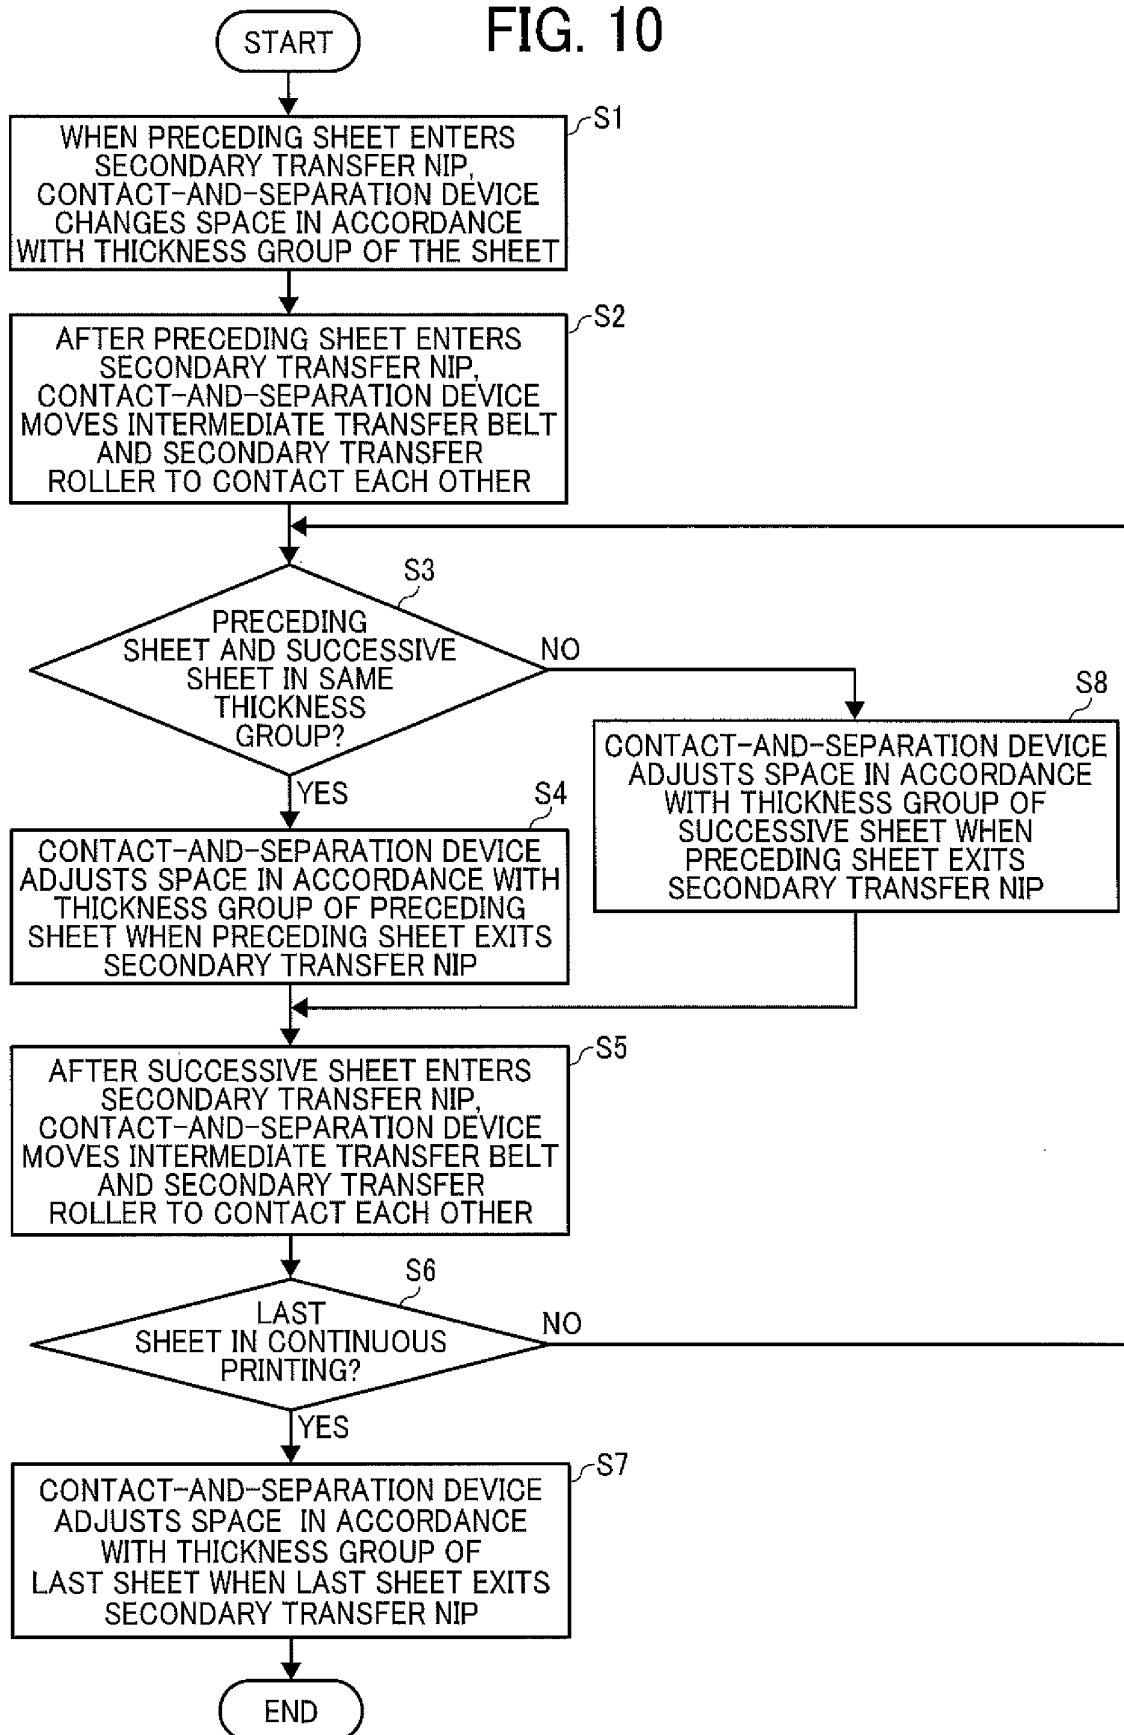 FIG. 10
START
S1
WHEN PRECEDING SHEET ENTERS
SECONDARY TRANSFER NIP,
CONTACT-AND-SEPARATION DEVICE
CHANGES SPACE IN ACCORDANCE
WITH THICKNESS GROUP OF THE SHEET
S2
AFTER PRECEDING SHEET ENTERS
SECONDARY TRANSFER NIP,
CONTACT-AND-SEPARATION DEVICE
MOVES INTERMEDIATE TRANSFER BELT
AND SECONDARY TRANSFER
ROLLER TO CONTACT EACH OTHER
S3
PRECEDING
SHEET AND SUCCESSIVE
SHEET IN SAME
THICKNESS
GROUP?
NO
YES
S8
CONTACT-AND-SEPARATION DEVICE
ADJUSTS SPACE IN ACCORDANCE
WITH THICKNESS GROUP OF
SUCCESSIVE SHEET WHEN
PRECEDING SHEET EXITS
SECONDARY TRANSFER NIP
S4
CONTACT-AND-SEPARATION DEVICE
ADJUSTS SPACE IN ACCORDANCE WITH
THICKNESS GROUP OF PRECEDING
SHEET WHEN PRECEDING SHEET EXITS
SECONDARY TRANSFER NIP
S5
AFTER SUCCESSIVE SHEET ENTERS
SECONDARY TRANSFER NIP,
CONTACT-AND-SEPARATION DEVICE
MOVES INTERMEDIATE TRANSFER BELT
AND SECONDARY TRANSFER
ROLLER TO CONTACT EACH OTHER
S6
LAST
SHEET IN CONTINUOUS
PRINTING?
NO
YES
S7
CONTACT-AND-SEPARATION DEVICE
ADJUSTS SPACE IN ACCORDANCE
WITH THICKNESS GROUP OF
LAST SHEET WHEN LAST SHEET EXITS
SECONDARY TRANSFER NIP
END